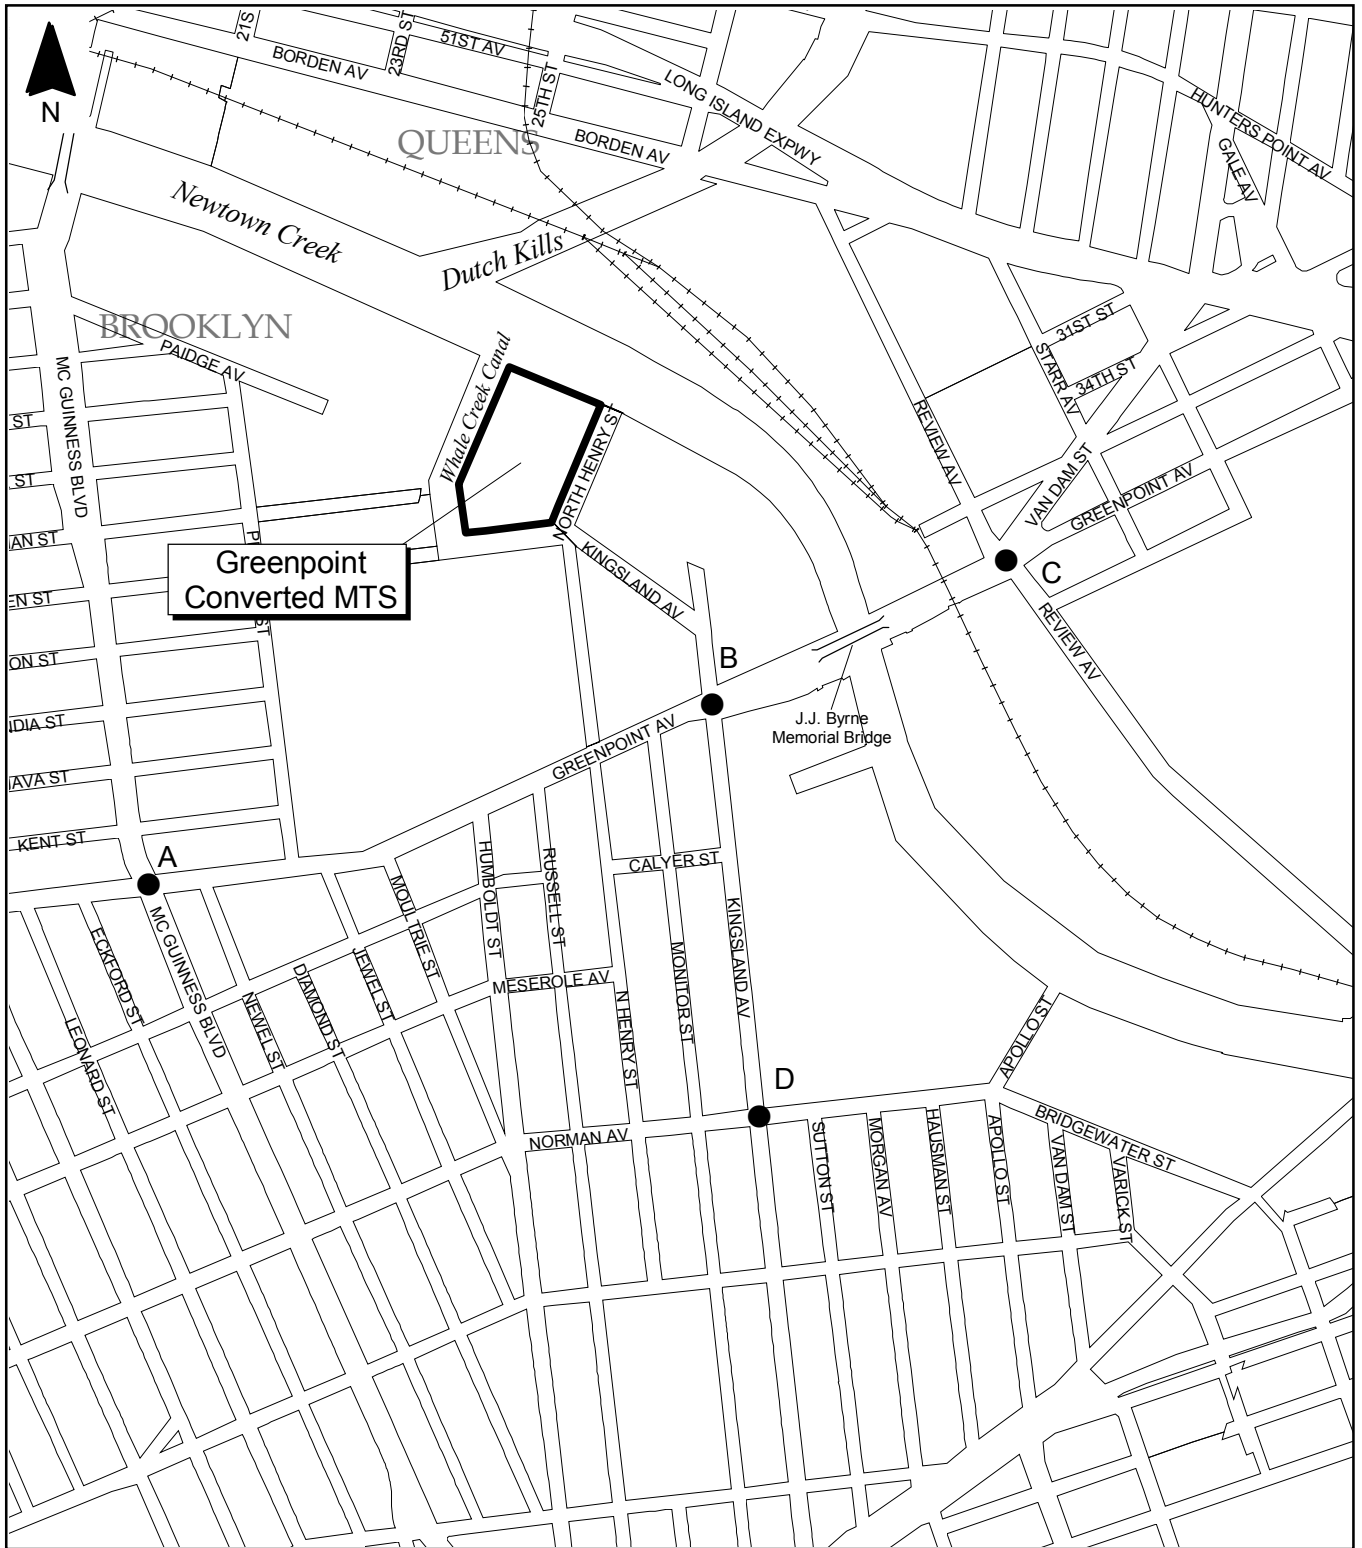 21S
23RD ST
51ST AV
BORDEN AV
25TH ST
LONG ISLAND EXPWY
N
QUEENS
BORDEN AV
HUNTERS POINT AV
GALE AV
Newtown Creek
Dutch Kills
BROOKLYN
PAIDGE AV
MC GUINNESS BLVD
Whale Creek Canal
NORTH HENRY ST
31ST ST
STARR AV
34TH ST
REVIEW AV
VAN DAM ST
GREENPOINT AV
ST
ST
AN ST
EN ST
ON ST
NDIA ST
JAVA ST
KENT ST
Greenpoint
Converted MTS
ST
KINGSLAND AV
C
REVIEW AV
B
J.J. Byrne
Memorial Bridge
GREENPOINT AV
A
CALYER ST
HUMBOLDT ST
RUSSELL ST
MOULTRIE ST
KINGSLAND AV
MONITOR ST
MESEROLE AV
N HENRY ST
ECKFORD ST
MC GUINNESS BLVD
LEONARD ST
NEWEL ST
DIAMOND ST
JEWEL ST
APOLLO ST
D
NORMAN AV
BRIDGEWATER ST
SUTTON ST
MORGAN AV
HAUSMAN ST
APOLLO ST
VAN DAM ST
VARICK ST